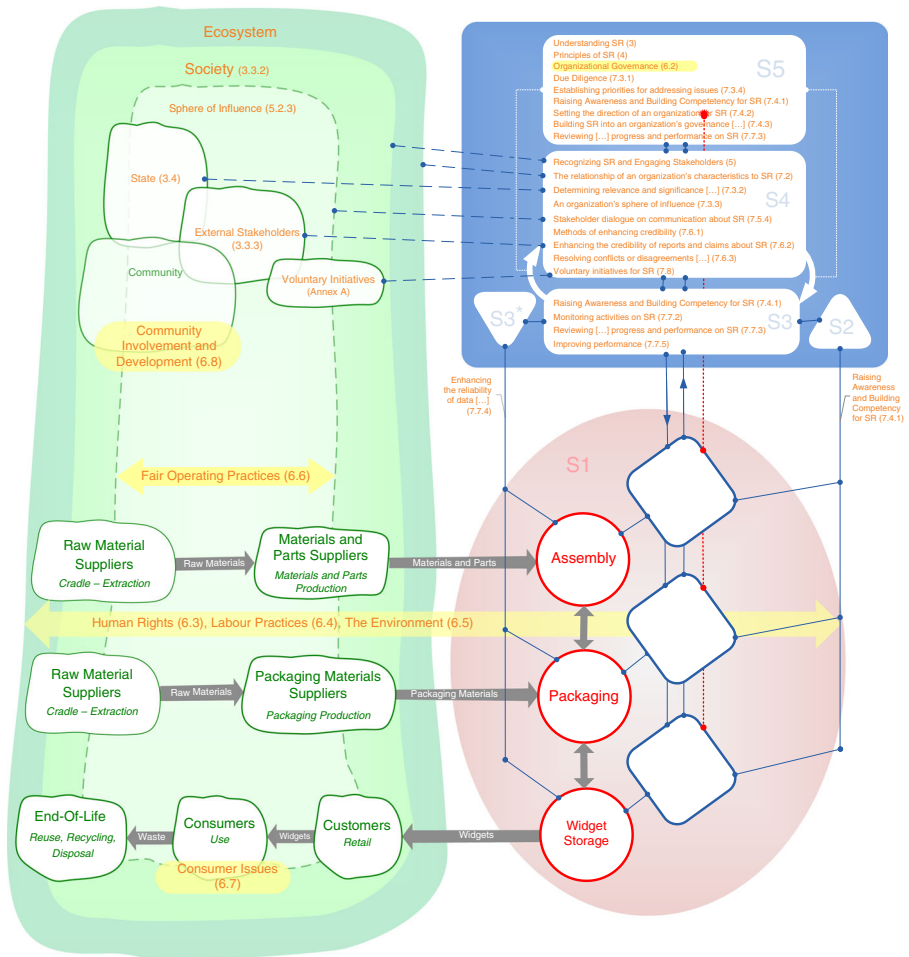 Ecosystem
Society (3.3.2)
Sphere of Influence (5.2.3)
State (3.4)
External Stakeholders
(3.3.3)
Community
Voluntary Initiatives
(Annex A)
Community
Involvement and
Development (6.8)
Fair Operating Practices (6.6)
Understanding SR (3)
Principles of SR (4)
Organizational Governance (6.2)
Due Diligence (7.3.1)
Establishing priorities for addressing issues (7.3.4)
Raising Awareness and Building Competetency for SR (7.4.1)
Setting the direction of an organization for SR (7.4.2)
Building SR into an organization's governance [...] (7.4.3)
Reviewing [...] progress and performance on SR (7.7.3)
S5
Recognizing SR and Engaging Stakeholders (5)
The relationship of an organization's characteristics to SR (7.2)
Determining relevance and significance [...] (7.3.2)
An organization's sphere of influence (7.3.3)
Stakeholder dialogue on communication about SR (7.5.4)
Methods of enhancing credibility (7.6.1)
Enhancing the credibility of reports and claims about SR (7.6.2)
Resolving conflicts or disagreements [...] (7.6.3)
Voluntary initiatives for SR (7.8)
S4
Raising Awareness and Building Competency for SR (7.4.1)
Monitoring activities on SR (7.7.2)
Reviewing [...] progress and performance on SR (7.7.3)
Improving performance (7.7.5)
S3
S3*
S2
Enhancing
the reliability
of data [...]
(7.7.4)
Raising
Awareness
and Building
Competency
for SR (7.4.1)
S1
Raw Material
Suppliers
Cradle – Extraction
Raw Materials
Materials and
Parts Suppliers
Materials and Parts
Production
Materials and Parts
Assembly
Human Rights (6.3), Labour Practices (6.4), The Environment (6.5)
Raw Material
Suppliers
Cradle – Extraction
Raw Materials
Packaging Materials
Suppliers
Packaging Production
Packaging Materials
Packaging
End-Of-Life
Reuse, Recycling,
Disposal
Waste
Consumers
Use
Widgets
Customers
Retail
Widgets
Widget
Storage
Consumer Issues
(6.7)